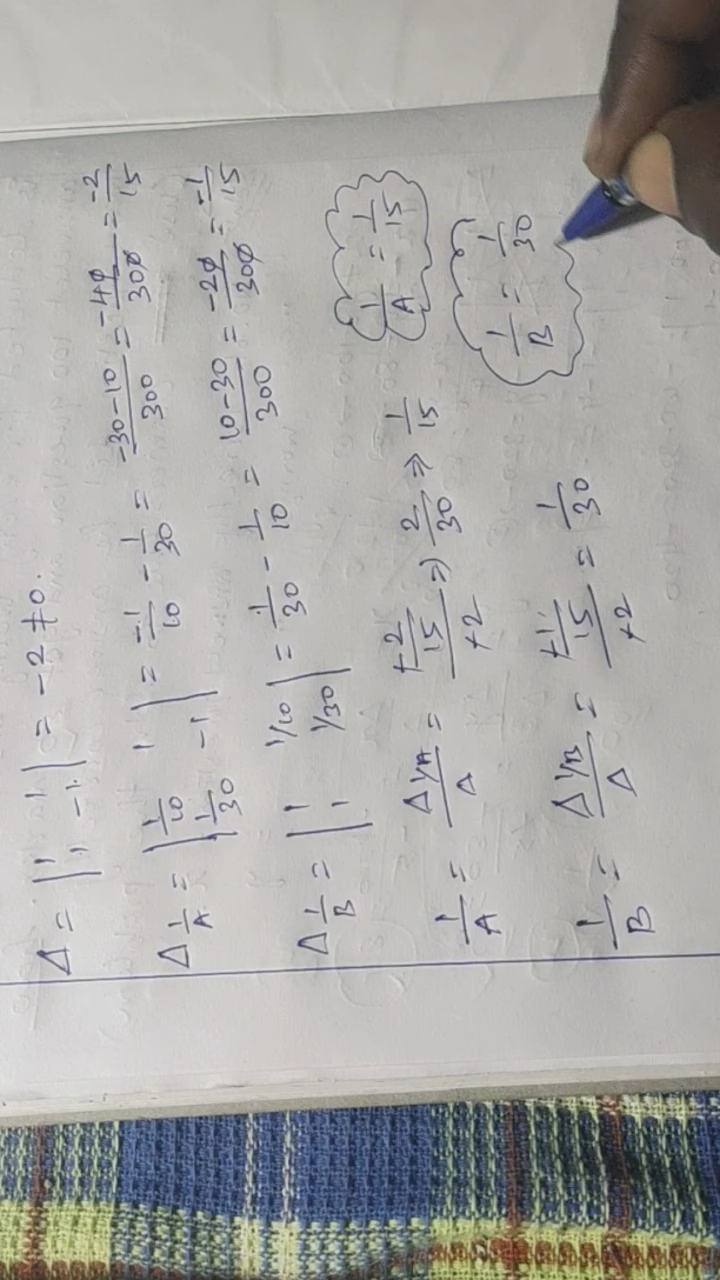 Δ = |1 1; 1 -1| = -2 ≠ 0.
Δ 1/A = |1/10 1; 1/30 -1| = -1/10 - 1/30 = -30-10/300 = -40/300 = -2/15
Δ 1/B = |1 1/10; 1 1/30| = 1/30 - 1/10 = 10-30/300 = -20/300 = -1/15
1/A = Δ1/A / Δ = +2/15 / +2 ⇒ 2/30 ⇒ 1/15 1/A = 1/15
1/B = Δ1/B / Δ = +1/15 / +2 = 1/30 1/B = 1/30